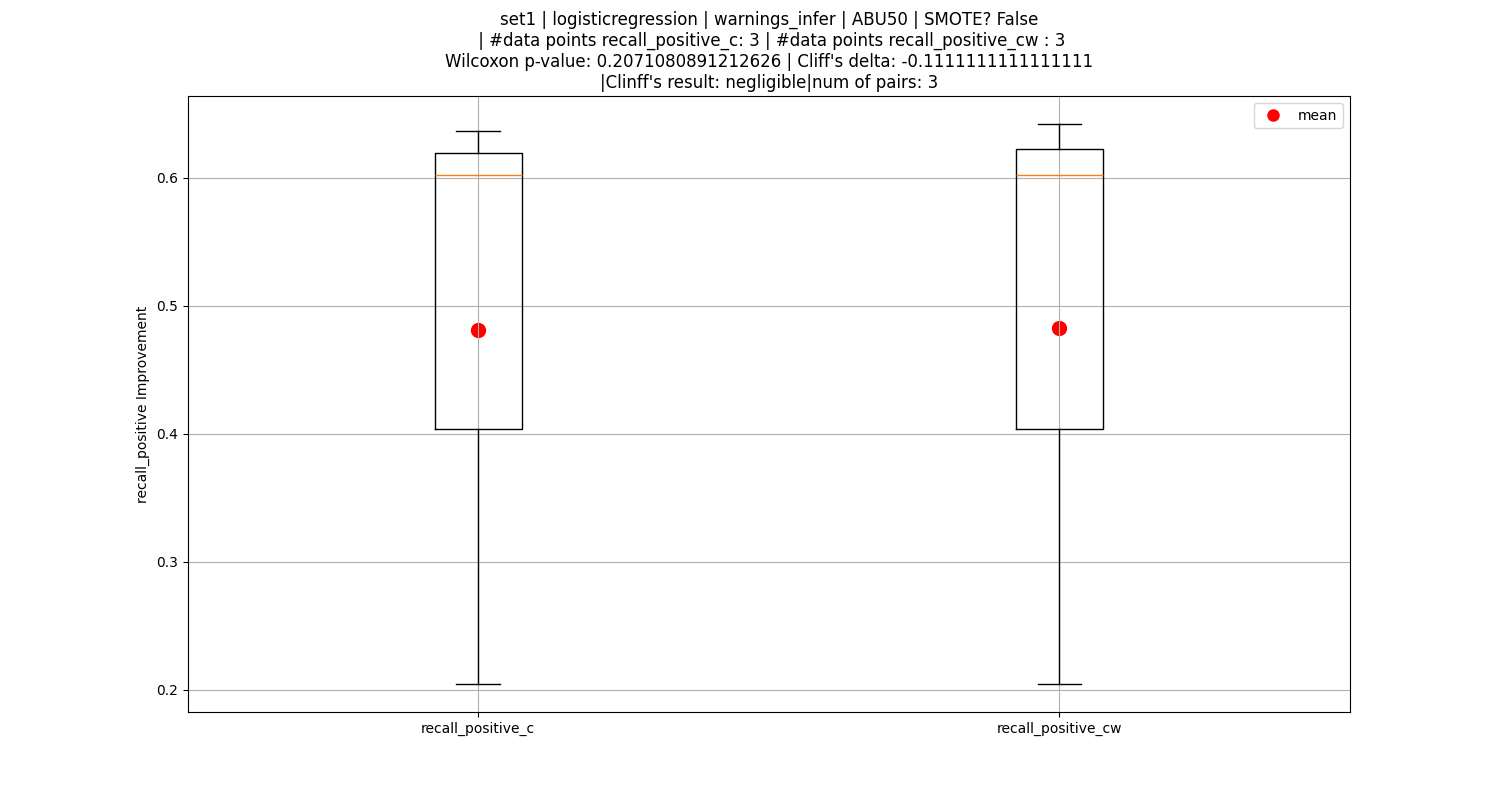 set1 | logisticregression | warnings_infer | ABU50 | SMOTE? False
| #data points recall_positive_c: 3 | #data points recall_positive_cw : 3
Wilcoxon p-value: 0.2071080891212626 | Cliff's delta: -0.1111111111111111
|Clinff's result: negligible|num of pairs: 3
mean
0.6
0.5
0.4
0.3
0.2
recall_positive Improvement
recall_positive_c
recall_positive_cw